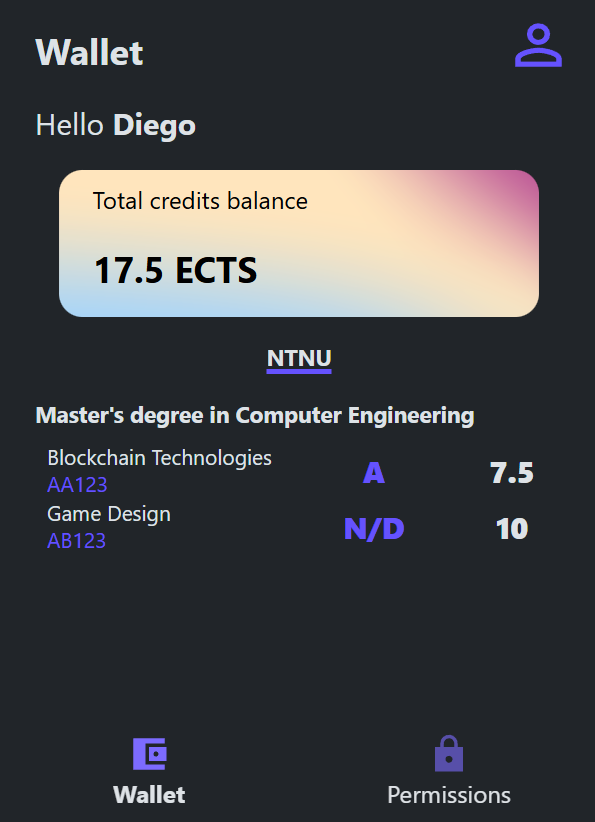 Wallet
Hello Diego
Total credits balance
17.5 ECTS
NTNU
Master's degree in Computer Engineering
Blockchain Technologies
AA123
A
7.5
Game Design
AB123
N/D
10
Wallet
Permissions